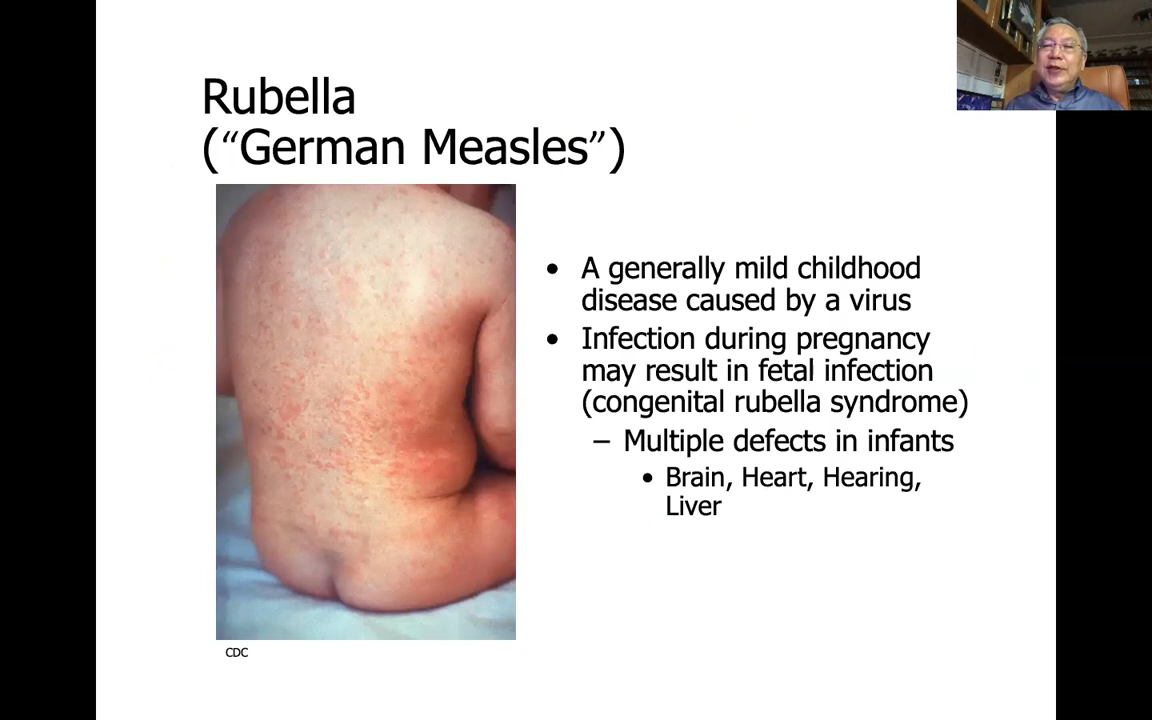 Rubella
(“German Measles”)
• A generally mild childhood
disease caused by a virus
• Infection during pregnancy
may result in fetal infection
(congenital rubella syndrome)
– Multiple defects in infants
• Brain, Heart, Hearing,
Liver
CDC